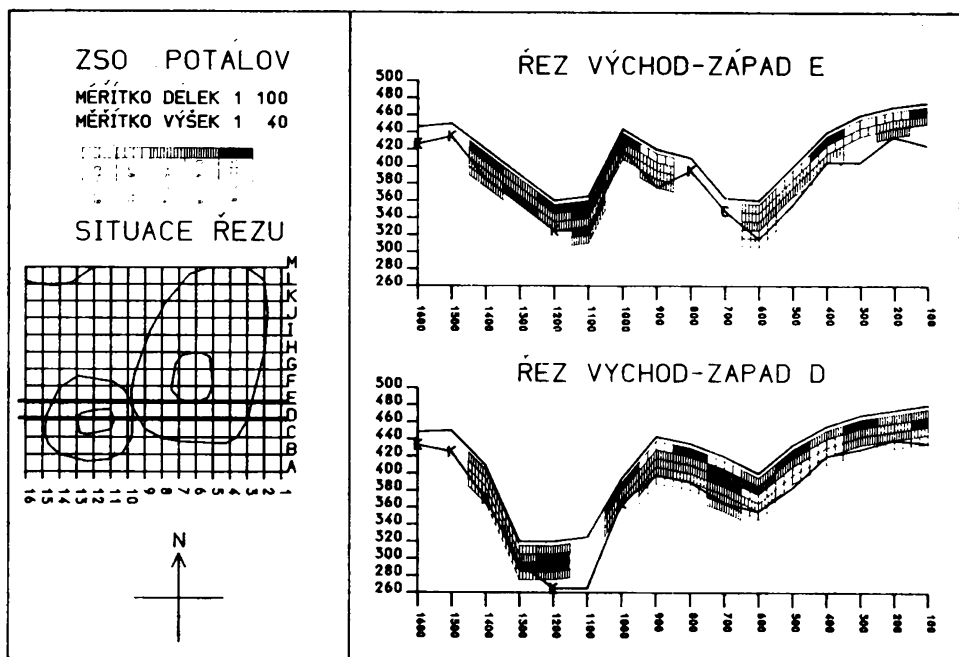 ZSO POTÁLOV
MĚŘÍTKO DÉLEK 1 100
MĚŘÍTKO VÝŠEK 1 40
SITUACE ŘEZU
M
L
K
J
I
H
G
F
E
D
C
B
A
16 15 14 13 12 11 10 9 8 7 6 5 4 3 2 1
N
ŘEZ VÝCHOD-ZÁPAD E
500
480
460
440
420
400
380
360
340
320
300
280
260
1600 1500 1400 1300 1200 1100 1000 900 800 700 600 500 400 300 200 100
ŘEZ VYCHOD-ZAPAD D
500
480
460
440
420
400
380
360
340
320
300
280
260
1600 1500 1400 1300 1200 1100 1000 900 800 700 600 500 400 300 200 100